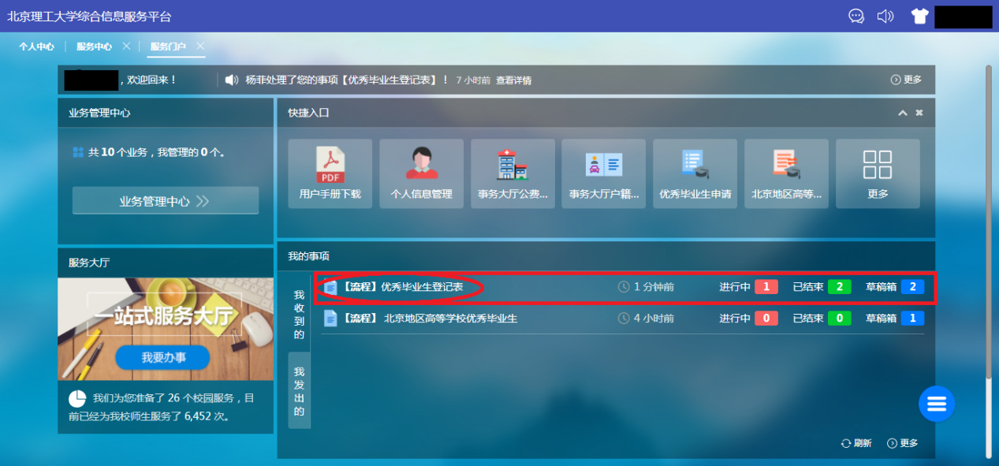 北京理工大学综合信息服务平台
个人中心 服务中心 服务门户
，欢迎回来！ 杨菲处理了您的事项【优秀毕业生登记表】！ 7 小时前 查看详情 更多
业务管理中心
共 10 个业务，我管理的 0 个。
业务管理中心
快捷入口
PDF
用户手册下载 个人信息管理 事务大厅公费... 事务大厅户籍... 优秀毕业生申请 北京地区高等... 更多
服务大厅
一站式服务大厅
我要办事
我们为您准备了 26 个校园服务，目
前已经为我校师生服务了 6,452 次。
我的事项
我收到的
我发出的
【流程】优秀毕业生登记表 1 分钟前 进行中 1 已结束 2 草稿箱 2
【流程】 北京地区高等学校优秀毕业生 4 小时前 进行中 0 已结束 0 草稿箱 1
刷新 更多